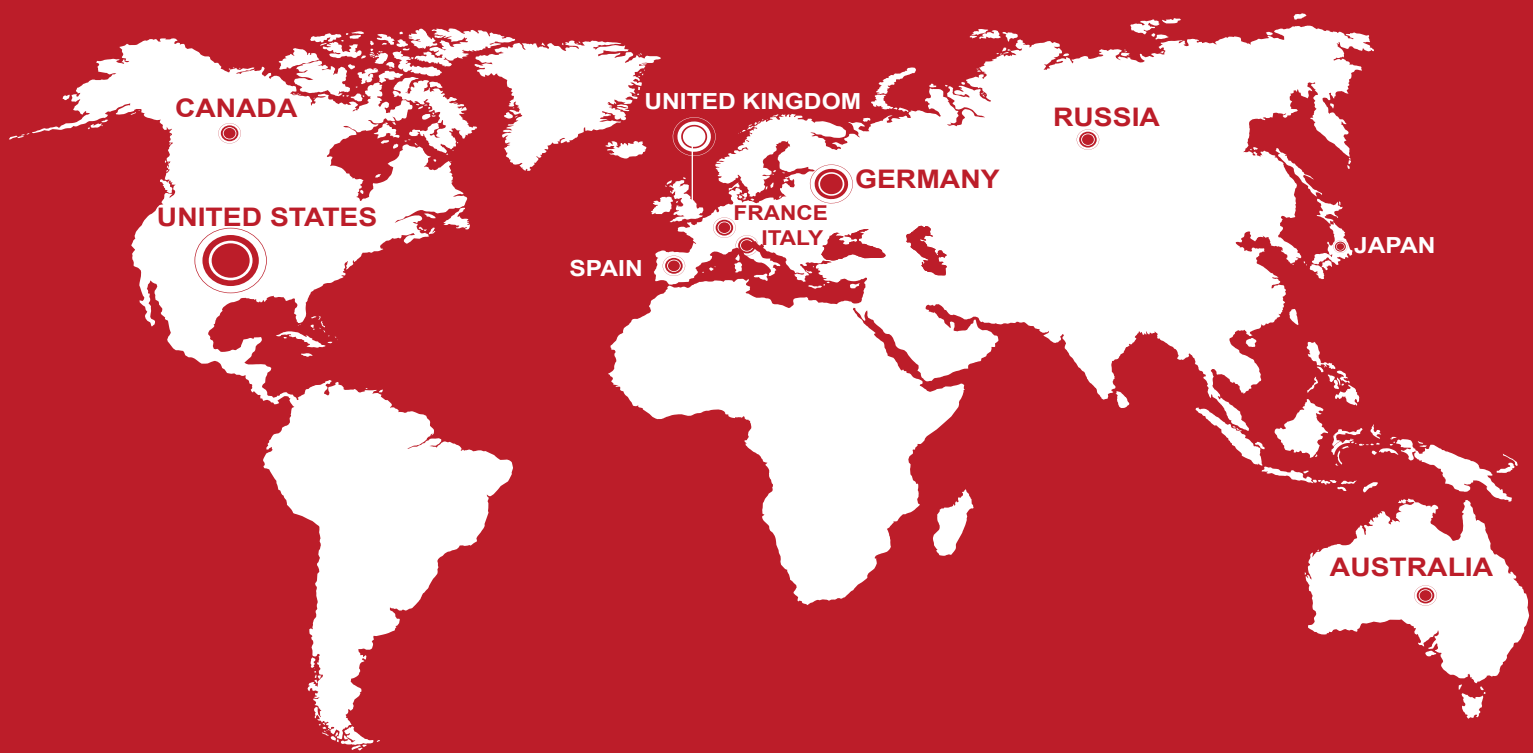 CANADA
UNITED KINGDOM
RUSSIA
GERMANY
UNITED STATES
FRANCE
ITALY
JAPAN
SPAIN
AUSTRALIA